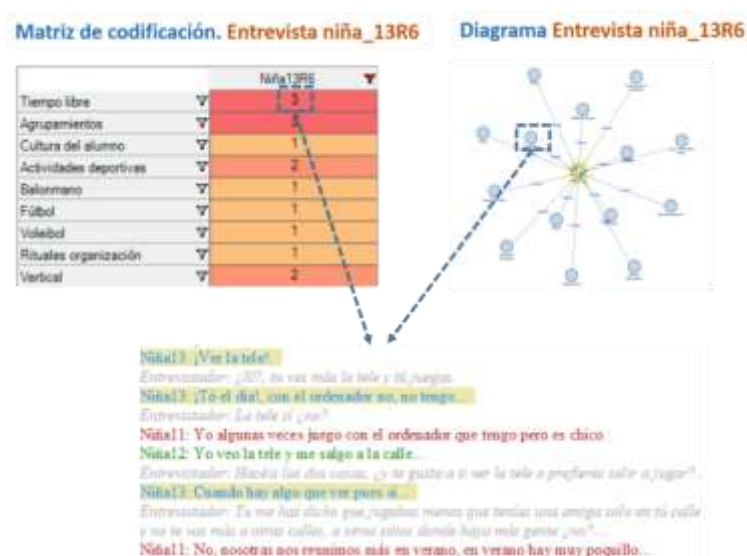 Matriz de codificación. Entrevista niña_13R6
Diagrama Entrevista niña_13R6
Niña13R6
Tiempo libre 3
Agrupamientos 3
Cultura del alumno 1
Actividades deportivas 2
Balonmano 1
Fútbol 1
Voleibol 1
Rituales organización 1
Vertical 2
Niña13: ¡Ver la tele!.
Entrevistador: ¿Sí?, tu ves más la tele y tú juegas.
Niña13: ¡Tó el día!, con el ordenador no, no tengo...
Entrevistador: La tele sí ¿no?
Niña11: Yo algunas veces juego con el ordenador que tengo pero es chico
Niña12: Yo veo la tele y me salgo a la calle...
Entrevistador: Hacéis las dos cosas, ¿y te gusta a ti ver la tele o prefieres salir a jugar?..
Niña13: Cuando hay algo que ver pues sí...
Entrevistador: Tu me has dicho que jugabas menos que tenías una amiga sólo en tú calle
y no te vas más a otras calles, a otros sitios donde haya más gente ¿no?...
Niña11: No, nosotras nos reunimos más en verano, en verano hay muy poquillo.